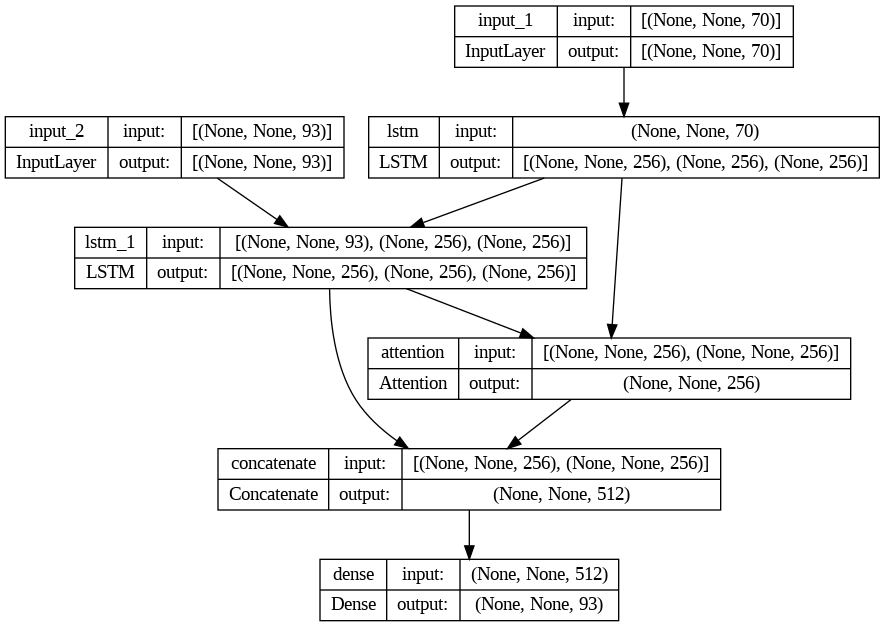 input_1 input: [(None, None, 70)]
InputLayer output: [(None, None, 70)]
input_2 input: [(None, None, 93)]
InputLayer output: [(None, None, 93)]
lstm input: (None, None, 70)
LSTM output: [(None, None, 256), (None, 256), (None, 256)]
lstm_1 input: [(None, None, 93), (None, 256), (None, 256)]
LSTM output: [(None, None, 256), (None, 256), (None, 256)]
attention input: [(None, None, 256), (None, None, 256)]
Attention output: (None, None, 256)
concatenate input: [(None, None, 256), (None, None, 256)]
Concatenate output: (None, None, 512)
dense input: (None, None, 512)
Dense output: (None, None, 93)